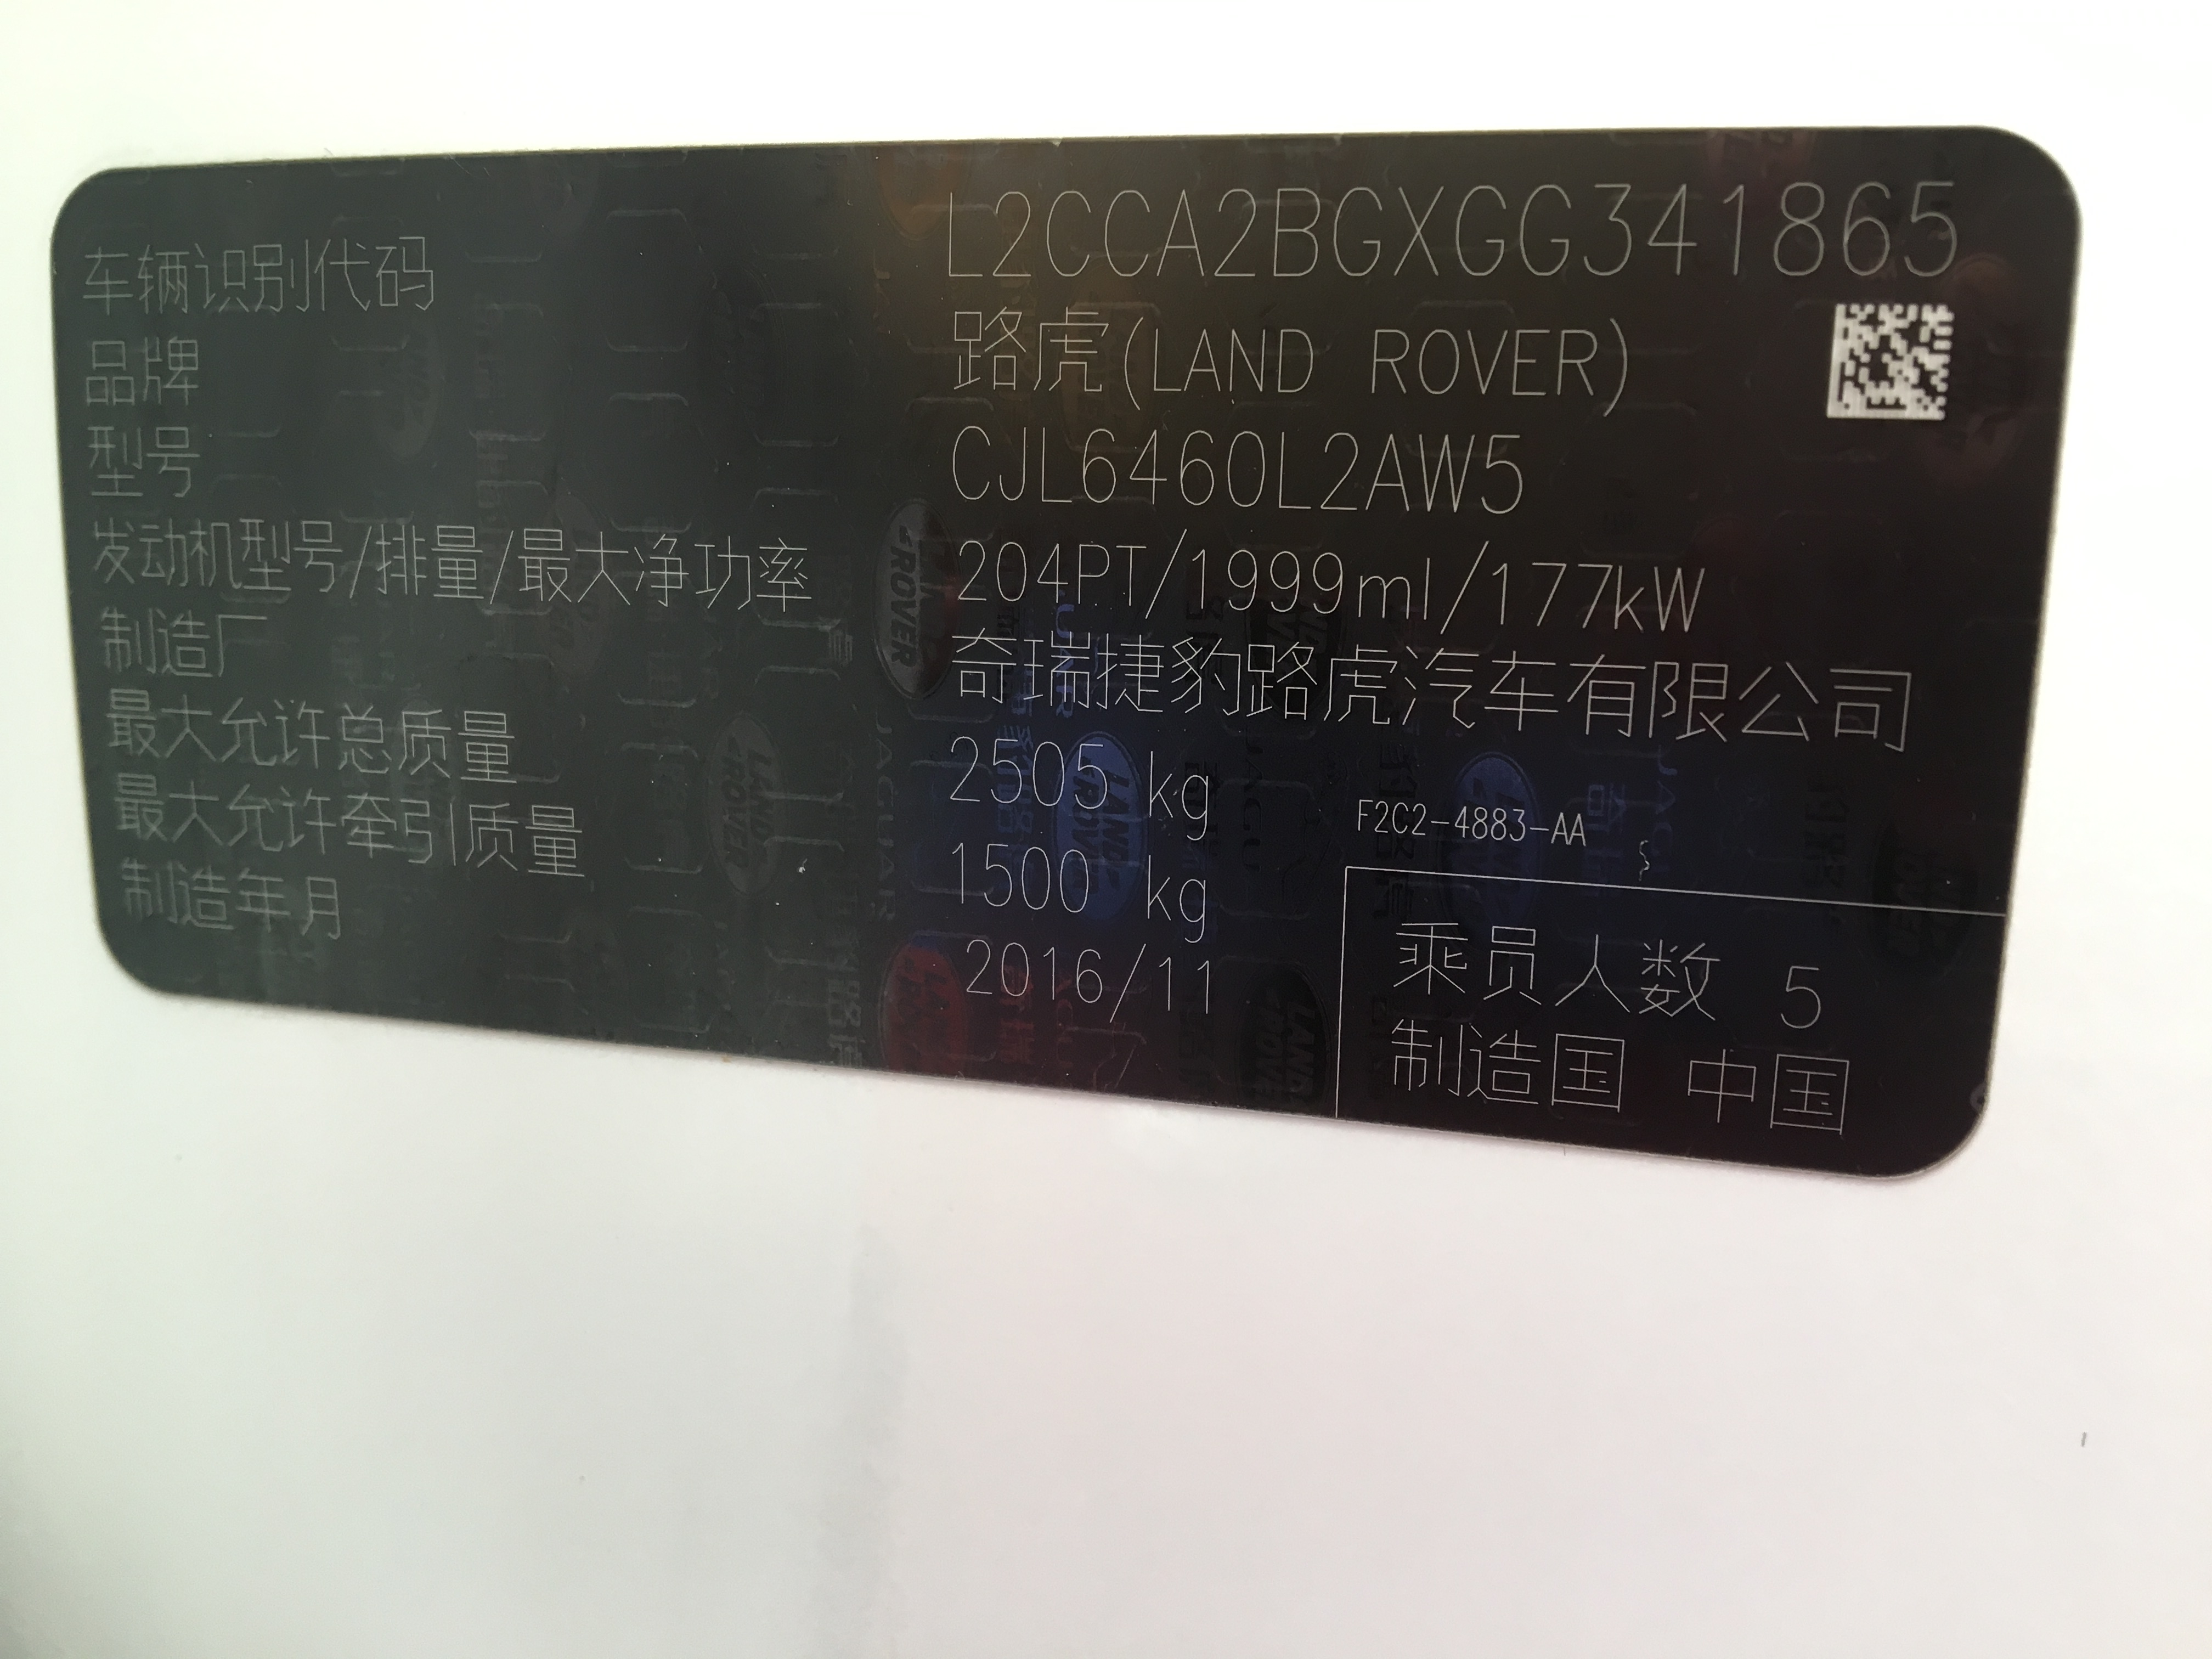 车辆识别代码 L2CCA2BGXGG341865
品牌 路虎(LAND ROVER)
型号 CJL6460L2AW5
发动机型号/排量/最大净功率 204PT/1999ml/177kW
制造厂 奇瑞捷豹路虎汽车有限公司
最大允许总质量 2505 kg
最大允许牵引质量 1500 kg
制造年月 2016/11
F2C2-4883-AA
乘员人数 5
制造国 中国